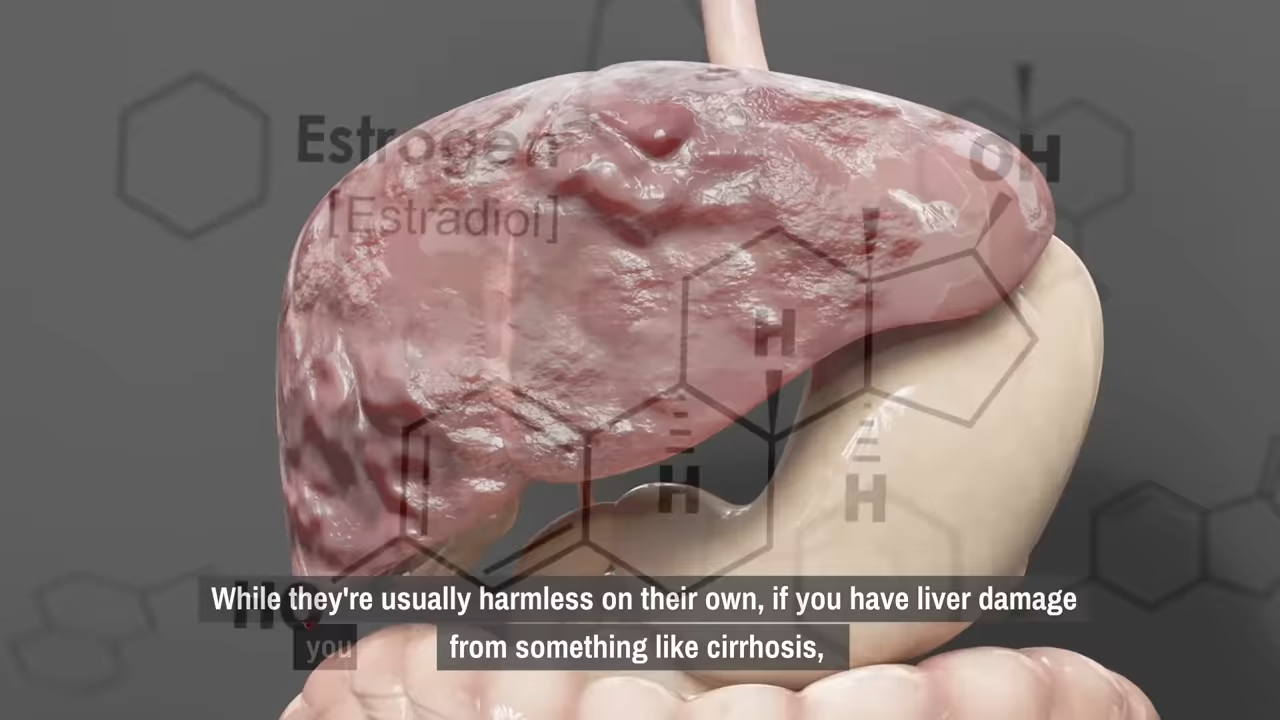 Estrogen
[Estradiol]
OH
H
H
H
HO
While they're usually harmless on their own, if you have liver damage
you
from something like cirrhosis,